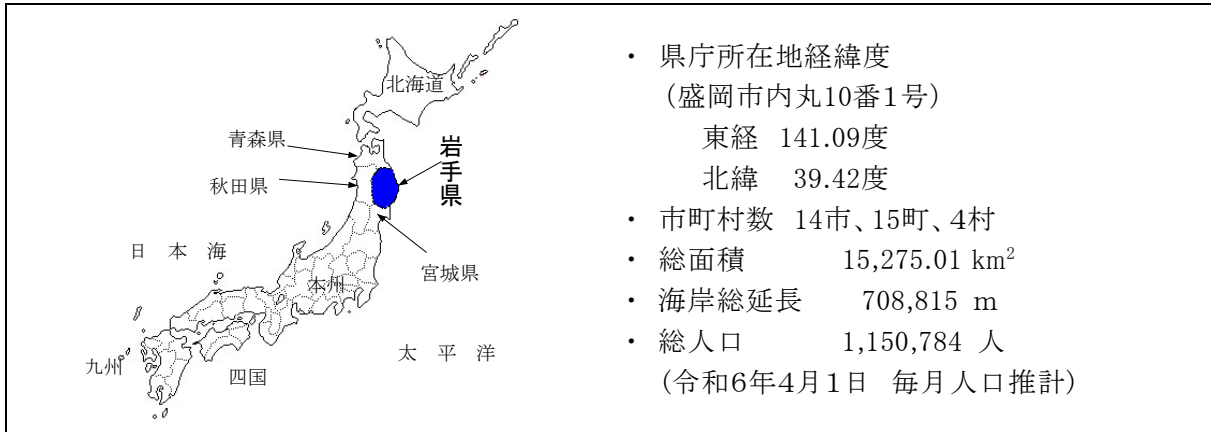 北海道
青森県
岩手県
秋田県
日 本 海
宮城県
本州
太 平 洋
九州
四国
・ 県庁所在地経緯度
(盛岡市内丸10番1号)
東経 141.09度
北緯 39.42度
・ 市町村数 14市、15町、4村
・ 総面積 15,275.01 km²
・ 海岸総延長 708,815 m
・ 総人口 1,150,784 人
(令和6年4月1日 毎月人口推計)